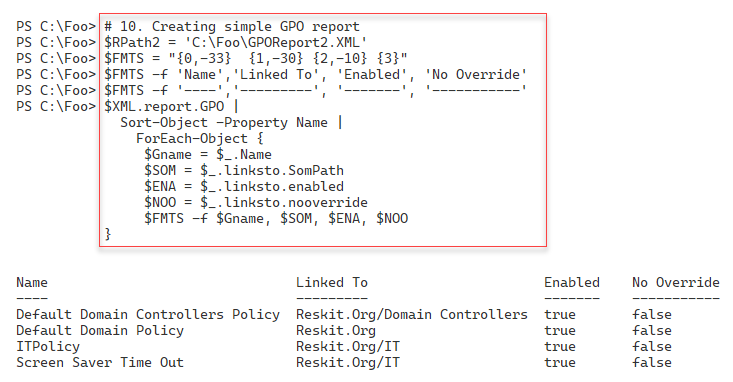 PS C:\Foo> # 10. Creating simple GPO report
PS C:\Foo> $RPath2 = 'C:\Foo\GPOReport2.XML'
PS C:\Foo> $FMTS = "{0,-33}  {1,-30} {2,-10} {3}"
PS C:\Foo> $FMTS -f 'Name','Linked To', 'Enabled', 'No Override'
PS C:\Foo> $FMTS -f '----','---------', '-------', '-----------'
PS C:\Foo> $XML.report.GPO |
  Sort-Object -Property Name |
    ForEach-Object {
     $Gname = $_.Name
     $SOM = $_.linksto.SomPath
     $ENA = $_.linksto.enabled
     $NOO = $_.linksto.nooverride
     $FMTS -f $Gname, $SOM, $ENA, $NOO
}
Name                               Linked To                      Enabled    No Override
----                               ---------                      -------    -----------
Default Domain Controllers Policy  Reskit.Org/Domain Controllers  true       false
Default Domain Policy              Reskit.Org                     true       false
ITPolicy                           Reskit.Org/IT                  true       false
Screen Saver Time Out              Reskit.Org/IT                  true       false